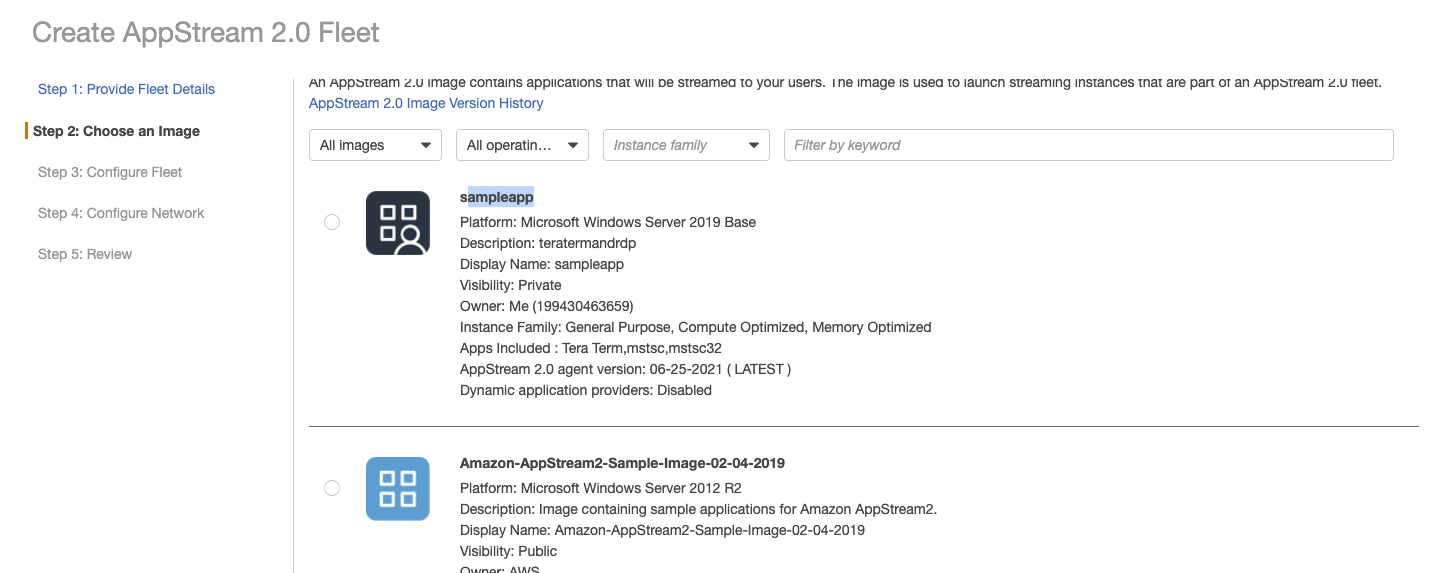 Create AppStream 2.0 Fleet
Step 1: Provide Fleet Details
Step 2: Choose an Image
Step 3: Configure Fleet
Step 4: Configure Network
Step 5: Review
An AppStream 2.0 image contains applications that will be streamed to your users. The image is used to launch streaming instances that are part of an AppStream 2.0 fleet.
AppStream 2.0 Image Version History
All images
All operatin...
Instance family
Filter by keyword
sampleapp
Platform: Microsoft Windows Server 2019 Base
Description: teratermandrdp
Display Name: sampleapp
Visibility: Private
Owner: Me (199430463659)
Instance Family: General Purpose, Compute Optimized, Memory Optimized
Apps Included : Tera Term,mstsc,mstsc32
AppStream 2.0 agent version: 06-25-2021 ( LATEST )
Dynamic application providers: Disabled
Amazon-AppStream2-Sample-Image-02-04-2019
Platform: Microsoft Windows Server 2012 R2
Description: Image containing sample applications for Amazon AppStream2.
Display Name: Amazon-AppStream2-Sample-Image-02-04-2019
Visibility: Public
Owner: AWS